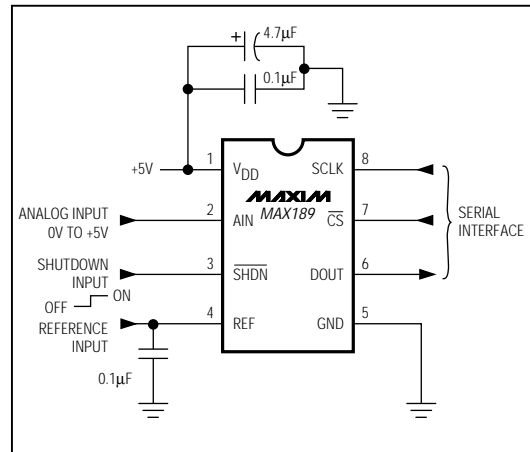 + 4.7µF
0.1µF
+5V
1
VDD
SCLK
8
MAXIM
MAX189
ANALOG INPUT
0V TO +5V
2
AIN
CS
7
SERIAL
INTERFACE
SHUTDOWN
INPUT
3
SHDN
DOUT
6
OFF
ON
REFERENCE
INPUT
4
REF
GND
5
0.1µF